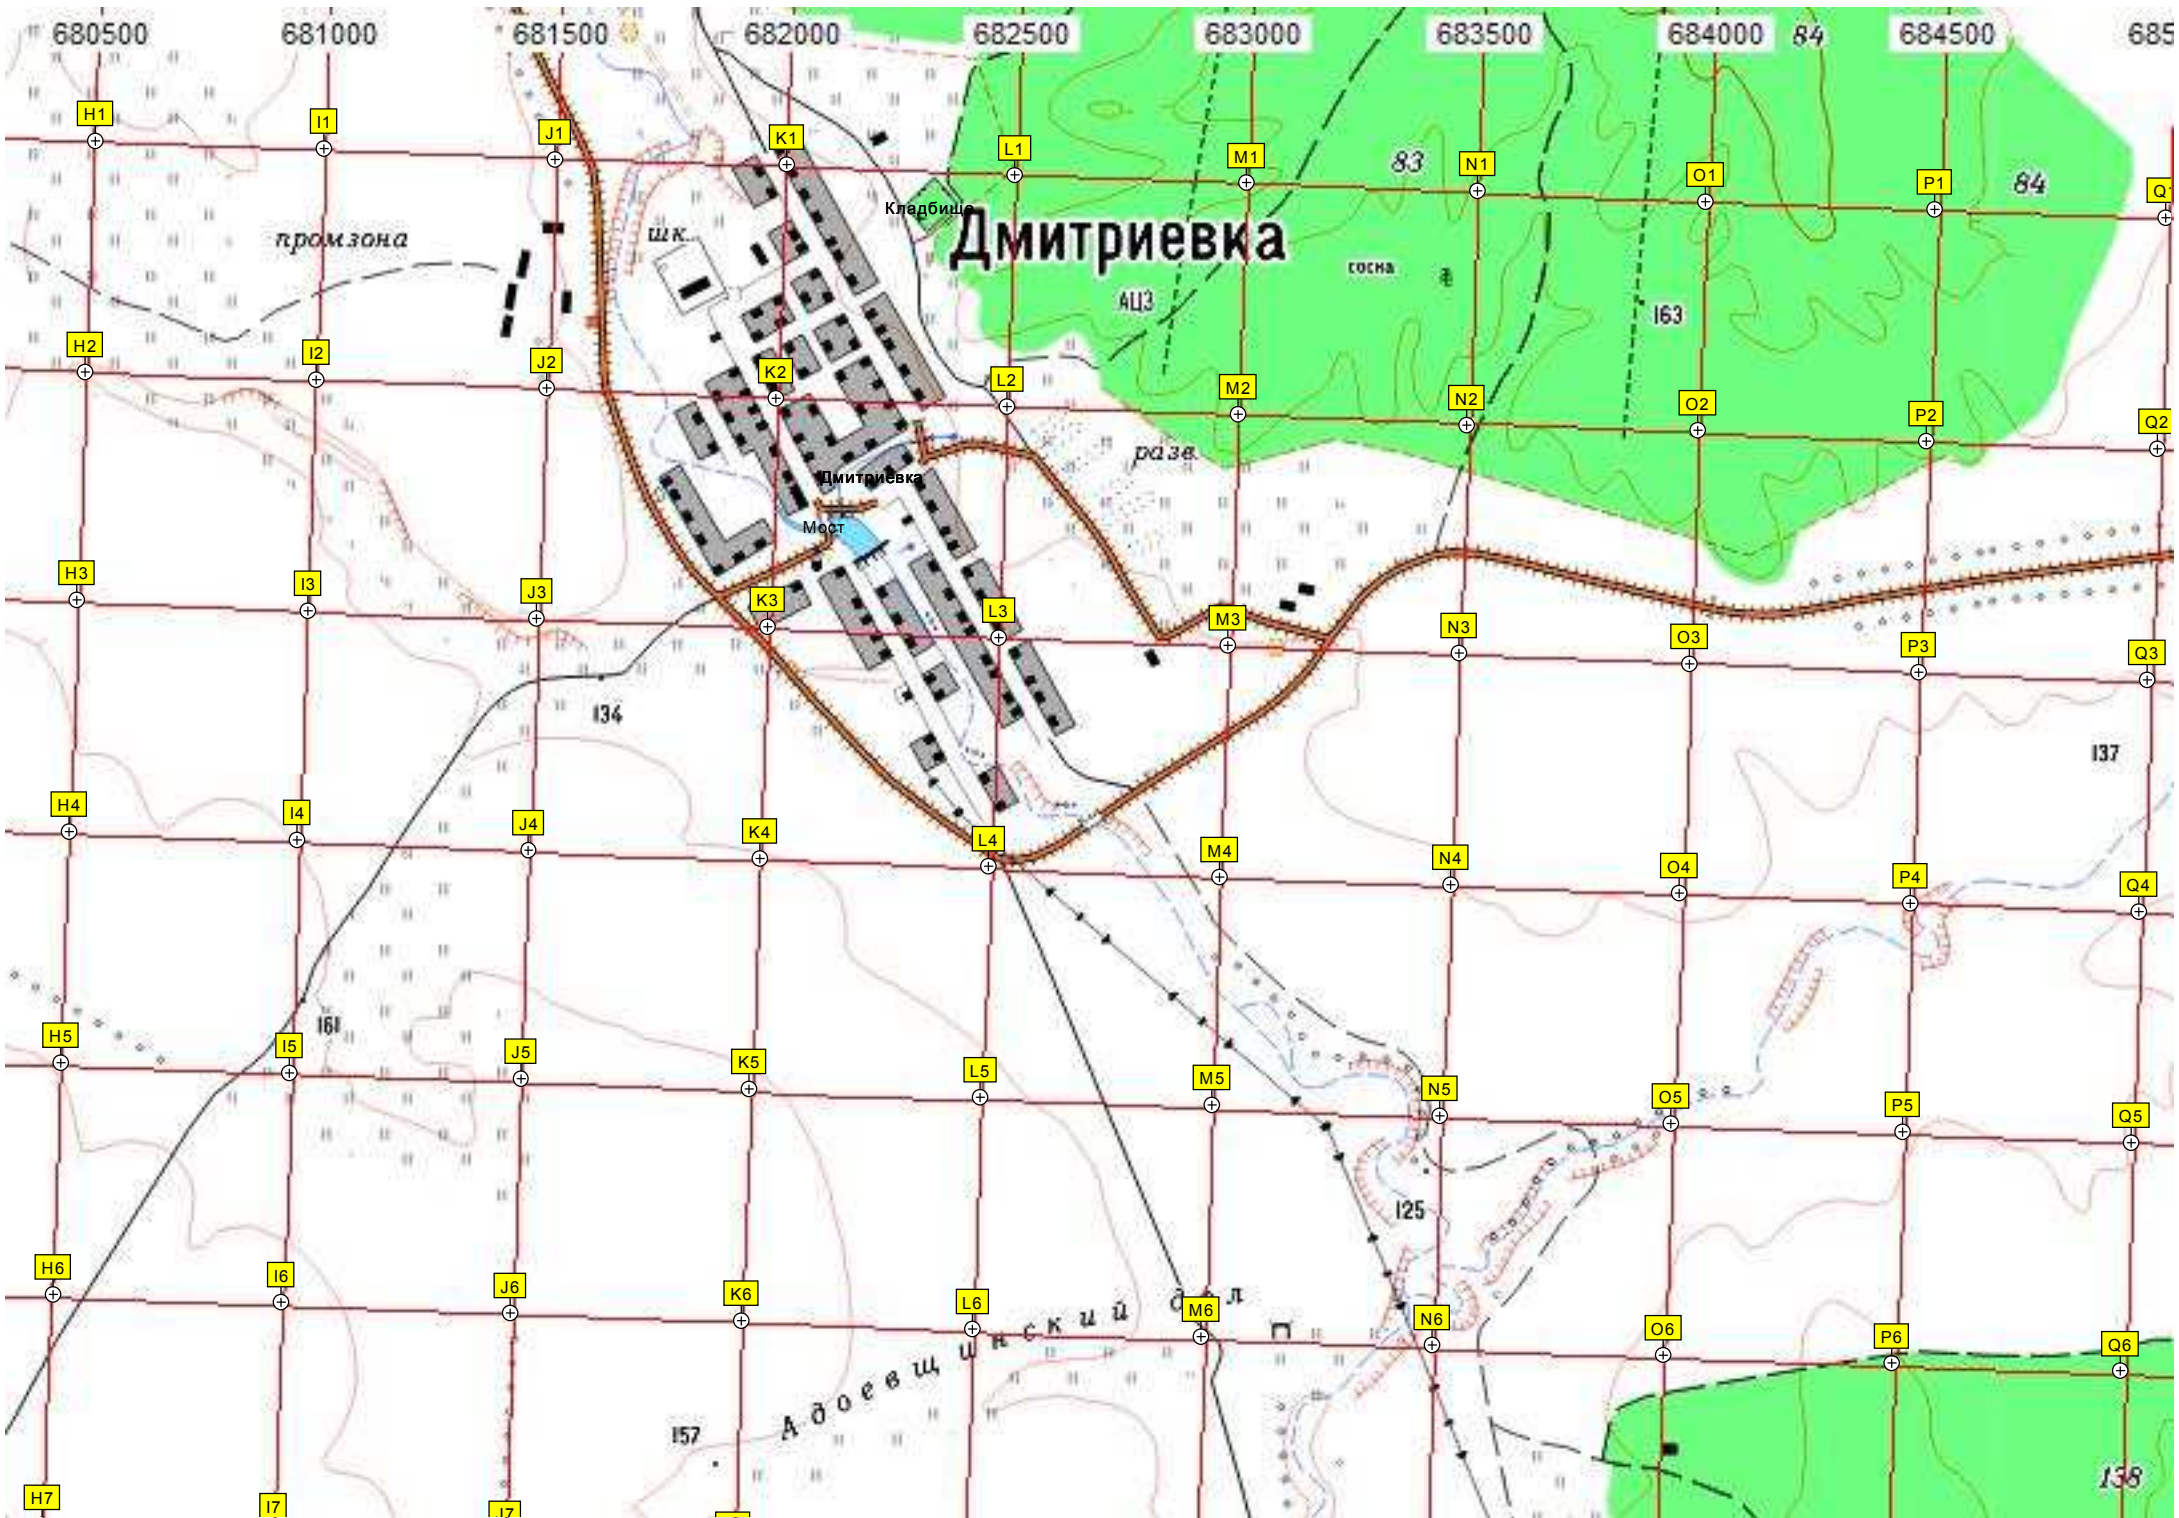 680500 681000 681500 682000 682500 683000 683500 684000 84 684500 685
H1 I1 J1 K1 L1 M1 N1 O1 P1
83
84
Кладбище
промзона
шк.
Дмитриевка
сосна
АЦЗ
163
H2 I2 J2 K2 L2 M2 N2 O2 P2 Q2
разв.
Дмитриевка
Мост
H3 I3 J3 K3 L3 M3 N3 O3 P3 Q3
134
137
H4 I4 J4 K4 L4 M4 N4 O4 P4 Q4
161
H5 I5 J5 K5 L5 M5 N5 O5 P5 Q5
125
H6 I6 J6 K6 L6 M6 N6 O6 P6 Q6
Адоевщинский дол
157
138
H7 I7 J7